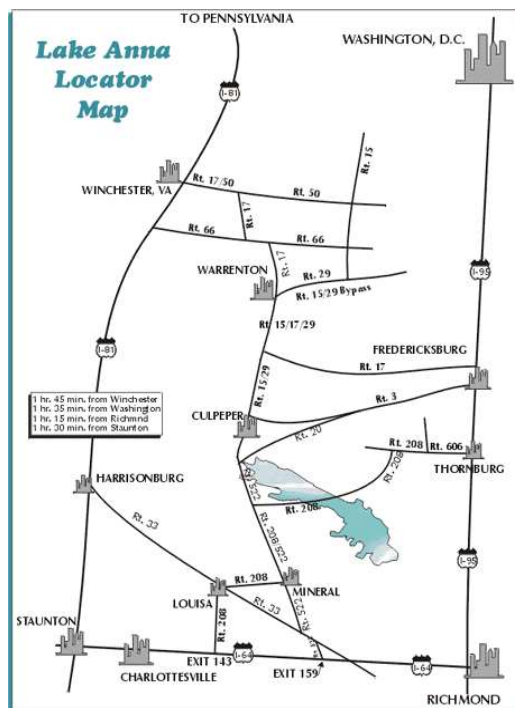 TO PENNSYLVANIA
Lake Anna
Locator
Map
WASHINGTON, D.C.
I-81
Rt. 15
WINCHESTER, VA
Rt. 17/50
Rt. 50
Rt. 17
Rt. 66
Rt. 66
Rt. 17
WARRENTON
Rt. 29
Rt. 15/29 Bypms
I-95
Rt 15/17/29
I-81
FREDERICKSBURG
Rt. 17
Rt. 15/29
1 hr. 45 min. from Winchester
1 hr. 35 min. from Washington
1 hr. 15 min from Richmnd
1 hr. 30 min from Staunton
Rt. 3
CULPEPER
Rt. 20
Rt. 208
Rt. 606
THORNBURG
Rt. 208
HARRISONBURG
Rt. 208
Rt. 208 522
Rt. 33
I-95
Rt. 208
MINERAL
LOUISA
Rt. 33
Rt. 522
Rt. 208
STAUNTON
EXIT 143
I-64
EXIT 159
I-64
CHARLOTTESVILLE
RICHMOND